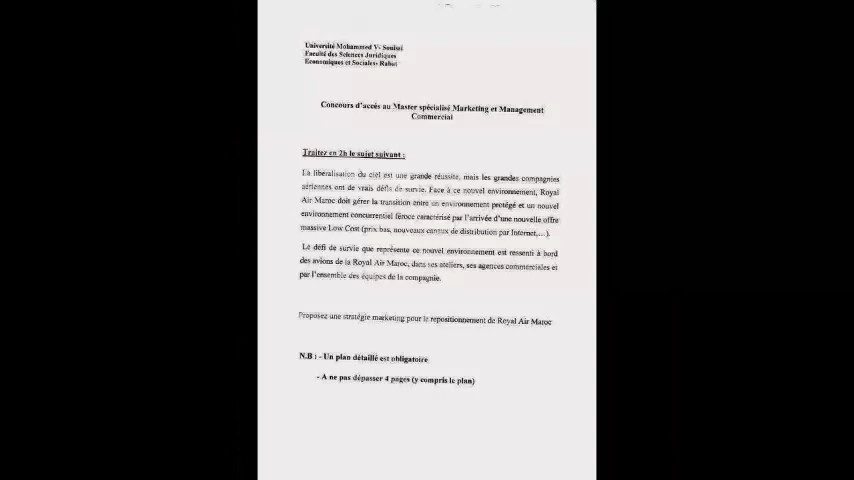 Université Mohammed V- Souissi
Faculté des Sciences Juridiques
Economiques et Sociales- Rabat
Concours d'accès au Master spécialisé Marketing et Management
Commercial
Traitez en 2h le sujet suivant :
La libéralisation du ciel est une grande réussite, mais les grandes compagnies
aériennes ont de vrais défis de survie. Face à ce nouvel environnement, Royal
Air Maroc doit gérer la transition entre un environnement protégé et un nouvel
environnement concurrentiel féroce caractérisé par l'arrivée d'une nouvelle offre
massive Low Cost (prix bas, nouveaux canaux de distribution par Internet,...).
Le défi de survie que représente ce nouvel environnement est ressenti à bord
des avions de la Royal Air Maroc, dans ses ateliers, ses agences commerciales et
par l'ensemble des équipes de la compagnie.
Proposez une stratégie marketing pour le repositionnement de Royal Air Maroc
N.B : - Un plan détaillé est obligatoire
- A ne pas dépasser 4 pages (y compris le plan)